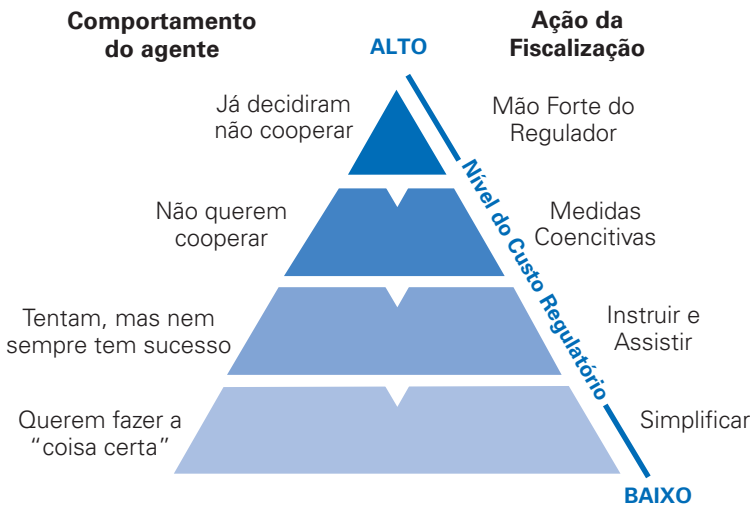 Comportamento
do agente
ALTO
Ação da
Fiscalização
Já decidiram
não cooperar
Mão Forte do
Regulador
Não querem
cooperar
Medidas
Coencitivas
Nível do Custo Regulatório
Tentam, mas nem
sempre tem sucesso
Instruir e
Assistir
Querem fazer a
“coisa certa”
Simplificar
BAIXO